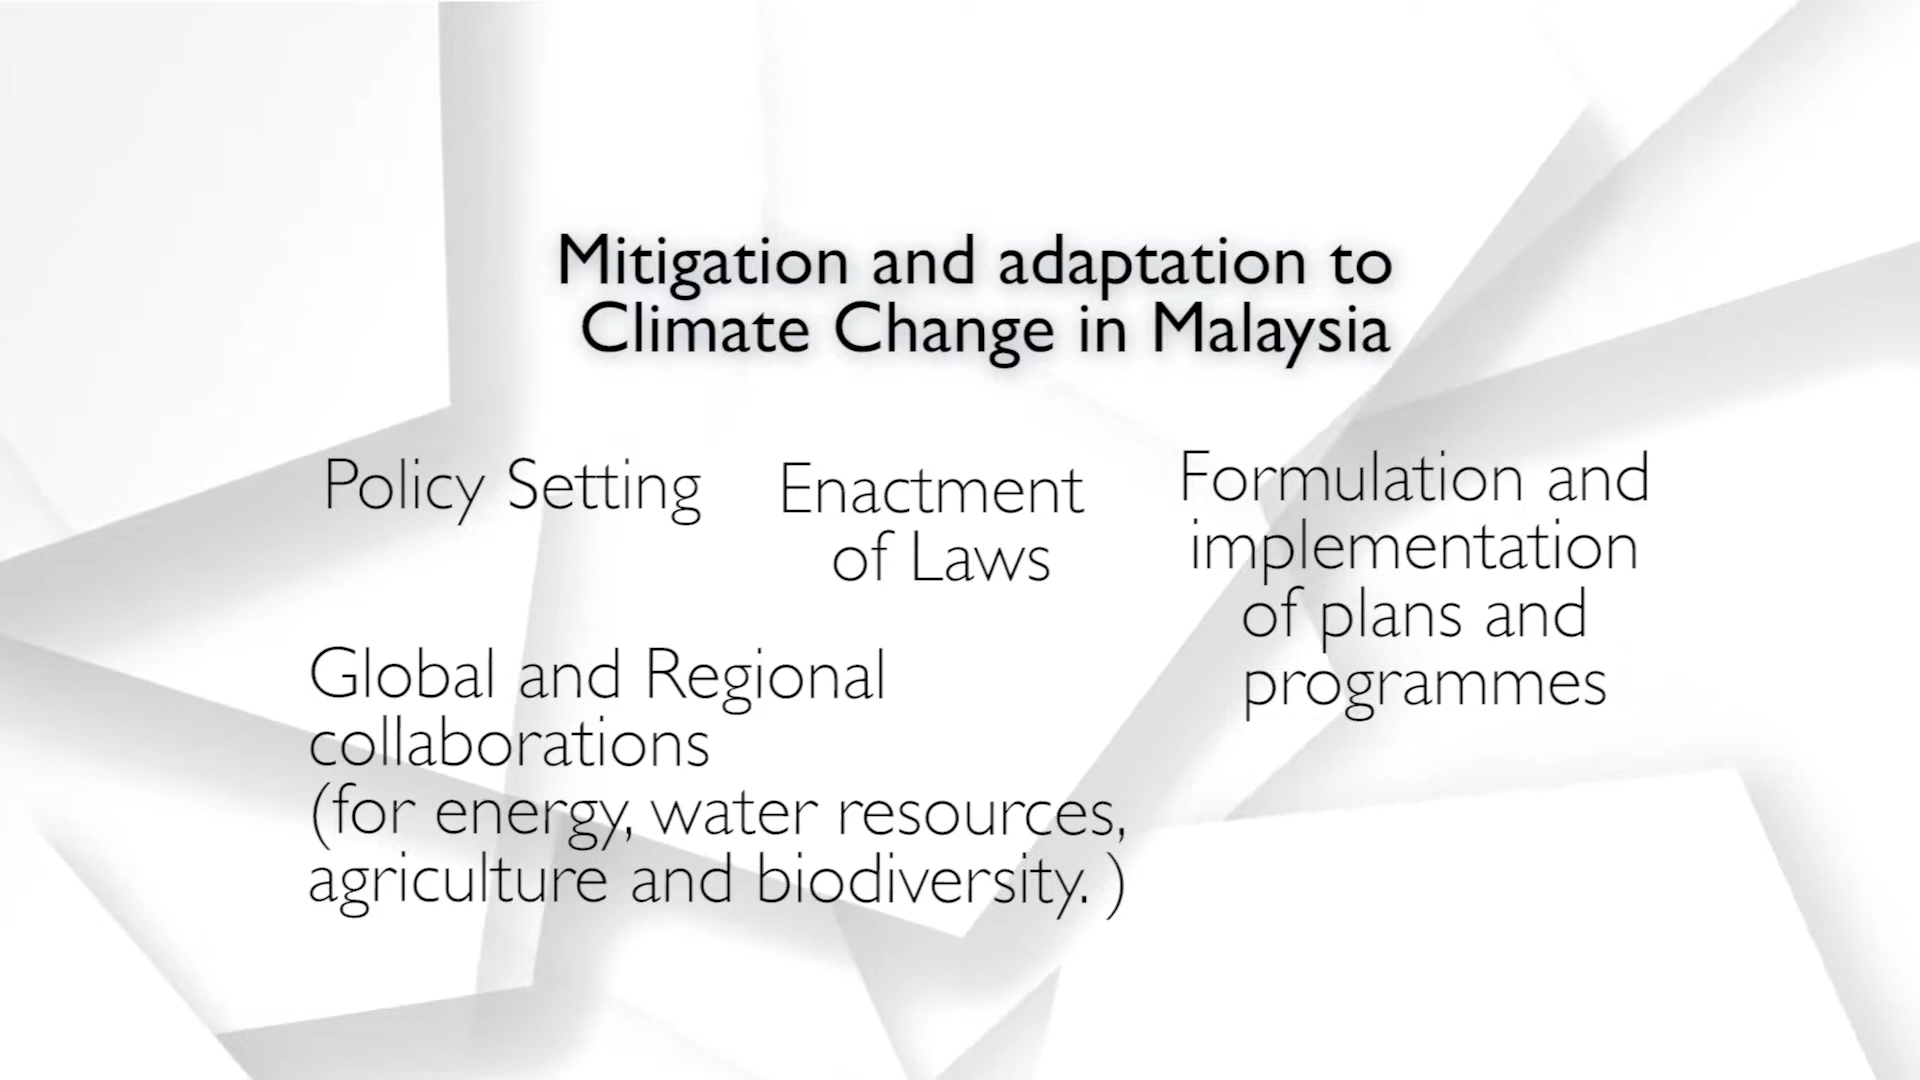 Mitigation and adaptation to
Climate Change in Malaysia
Policy Setting
Enactment
of Laws
Formulation and
implementation
of plans and
programmes
Global and Regional
collaborations
(for energy, water resources,
agriculture and biodiversity. )